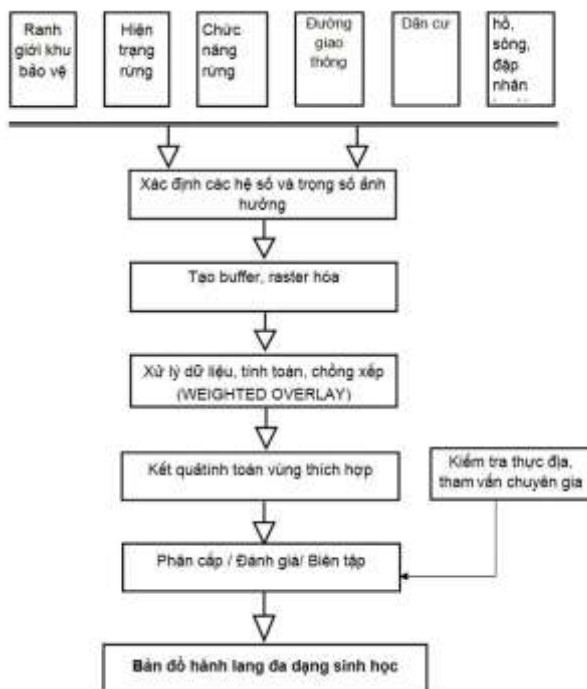 Ranh
giới khu
bảo vệ
Hiện
trạng
rừng
Chức
năng
rừng
Đường
giao
thông
Dân cư
hồ,
sông,
đập
nhân
Xác định các hệ số và trọng số ảnh
hưởng
Tạo buffer, raster hóa
Xử lý dữ liệu, tính toán, chồng xếp
(WEIGHTED OVERLAY)
Kết quảtính toán vùng thích hợp
Kiểm tra thực địa,
tham vấn chuyên gia
Phân cấp / Đánh giá/ Biên tập
Bản đồ hành lang đa dạng sinh học